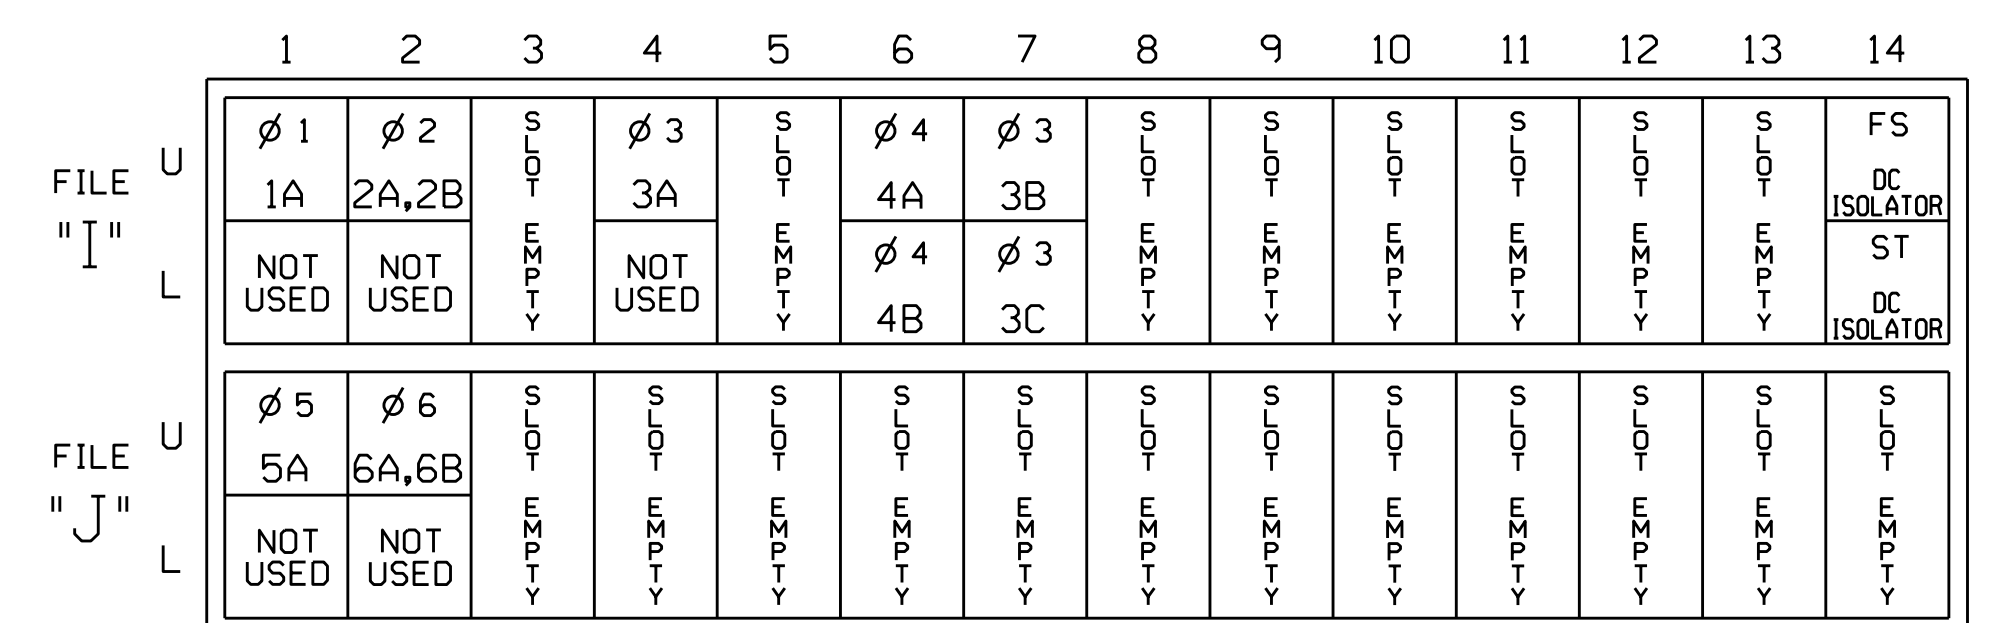 1 2 3 4 5 6 7 8 9 10 11 12 13 14
FILE "I"
U
Ø 1 1A
Ø 2 2A,2B
SLOT EMPTY
Ø 3 3A
SLOT EMPTY
Ø 4 4A
Ø 3 3B
SLOT EMPTY
SLOT EMPTY
SLOT EMPTY
SLOT EMPTY
SLOT EMPTY
SLOT EMPTY
FS DC ISOLATOR
L
NOT USED
NOT USED
NOT USED
Ø 4 4B
Ø 3 3C
ST DC ISOLATOR
FILE "J"
U
Ø 5 5A
Ø 6 6A,6B
SLOT EMPTY
SLOT EMPTY
SLOT EMPTY
SLOT EMPTY
SLOT EMPTY
SLOT EMPTY
SLOT EMPTY
SLOT EMPTY
SLOT EMPTY
SLOT EMPTY
SLOT EMPTY
SLOT EMPTY
L
NOT USED
NOT USED